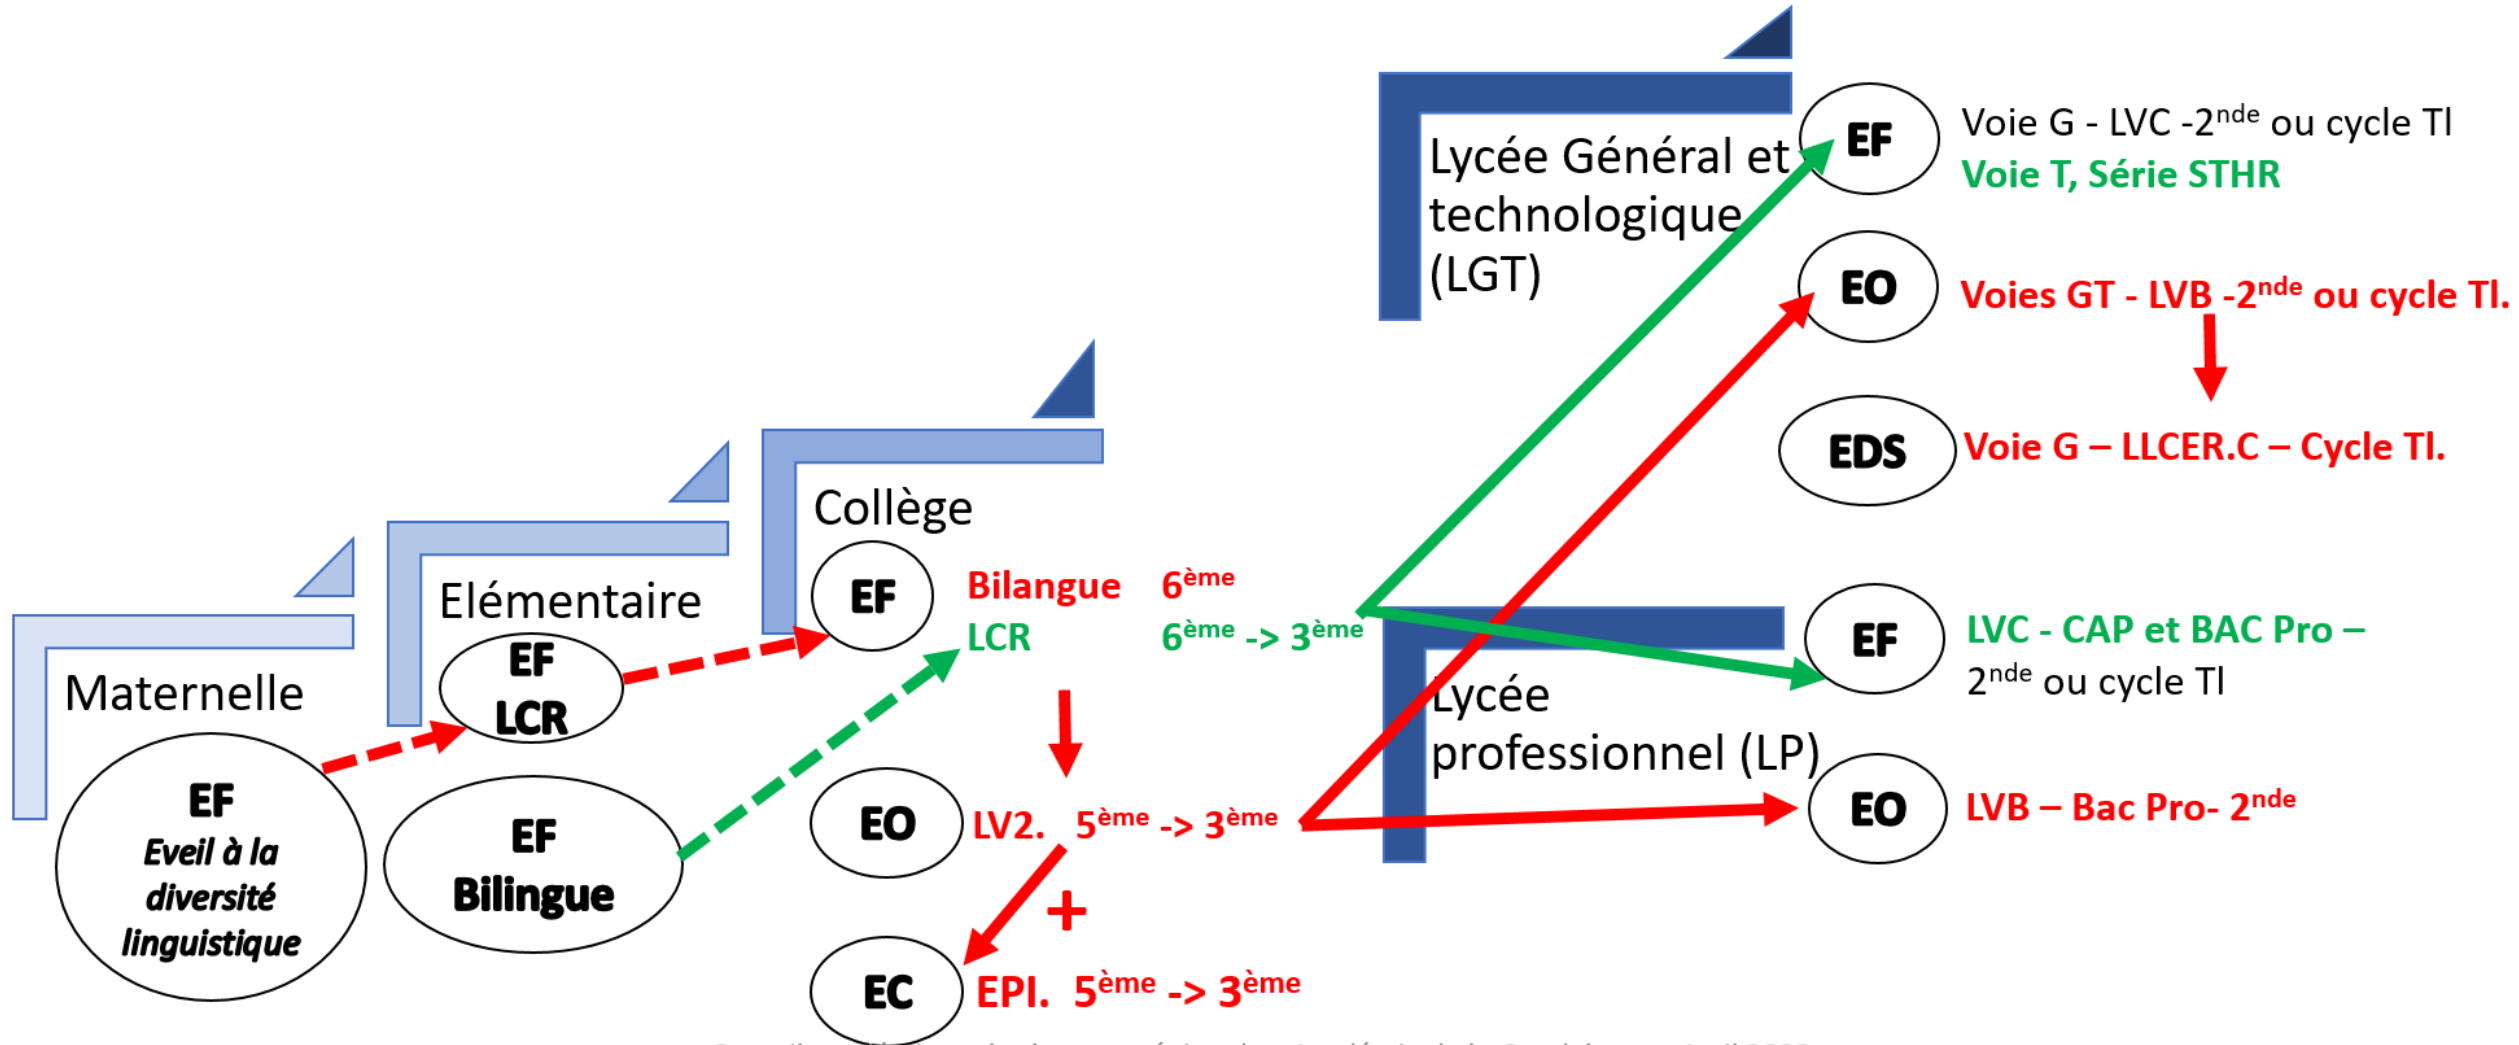 Maternelle
EF
Eveil à la
diversité
linguistique
Elémentaire
EF
LCR
EF
Bilingue
Collège
EF
Bilangue 6ème
LCR 6ème -> 3ème
EO
LV2. 5ème -> 3ème
+
EC
EPI. 5ème -> 3ème
Lycée Général et
technologique
(LGT)
EF
Voie G - LVC -2nde ou cycle Tl
Voie T, Série STHR
EO
Voies GT - LVB -2nde ou cycle Tl.
EDS
Voie G – LLCER.C – Cycle Tl.
Lycée
professionnel (LP)
EF
LVC - CAP et BAC Pro –
2nde ou cycle Tl
EO
LVB – Bac Pro- 2nde